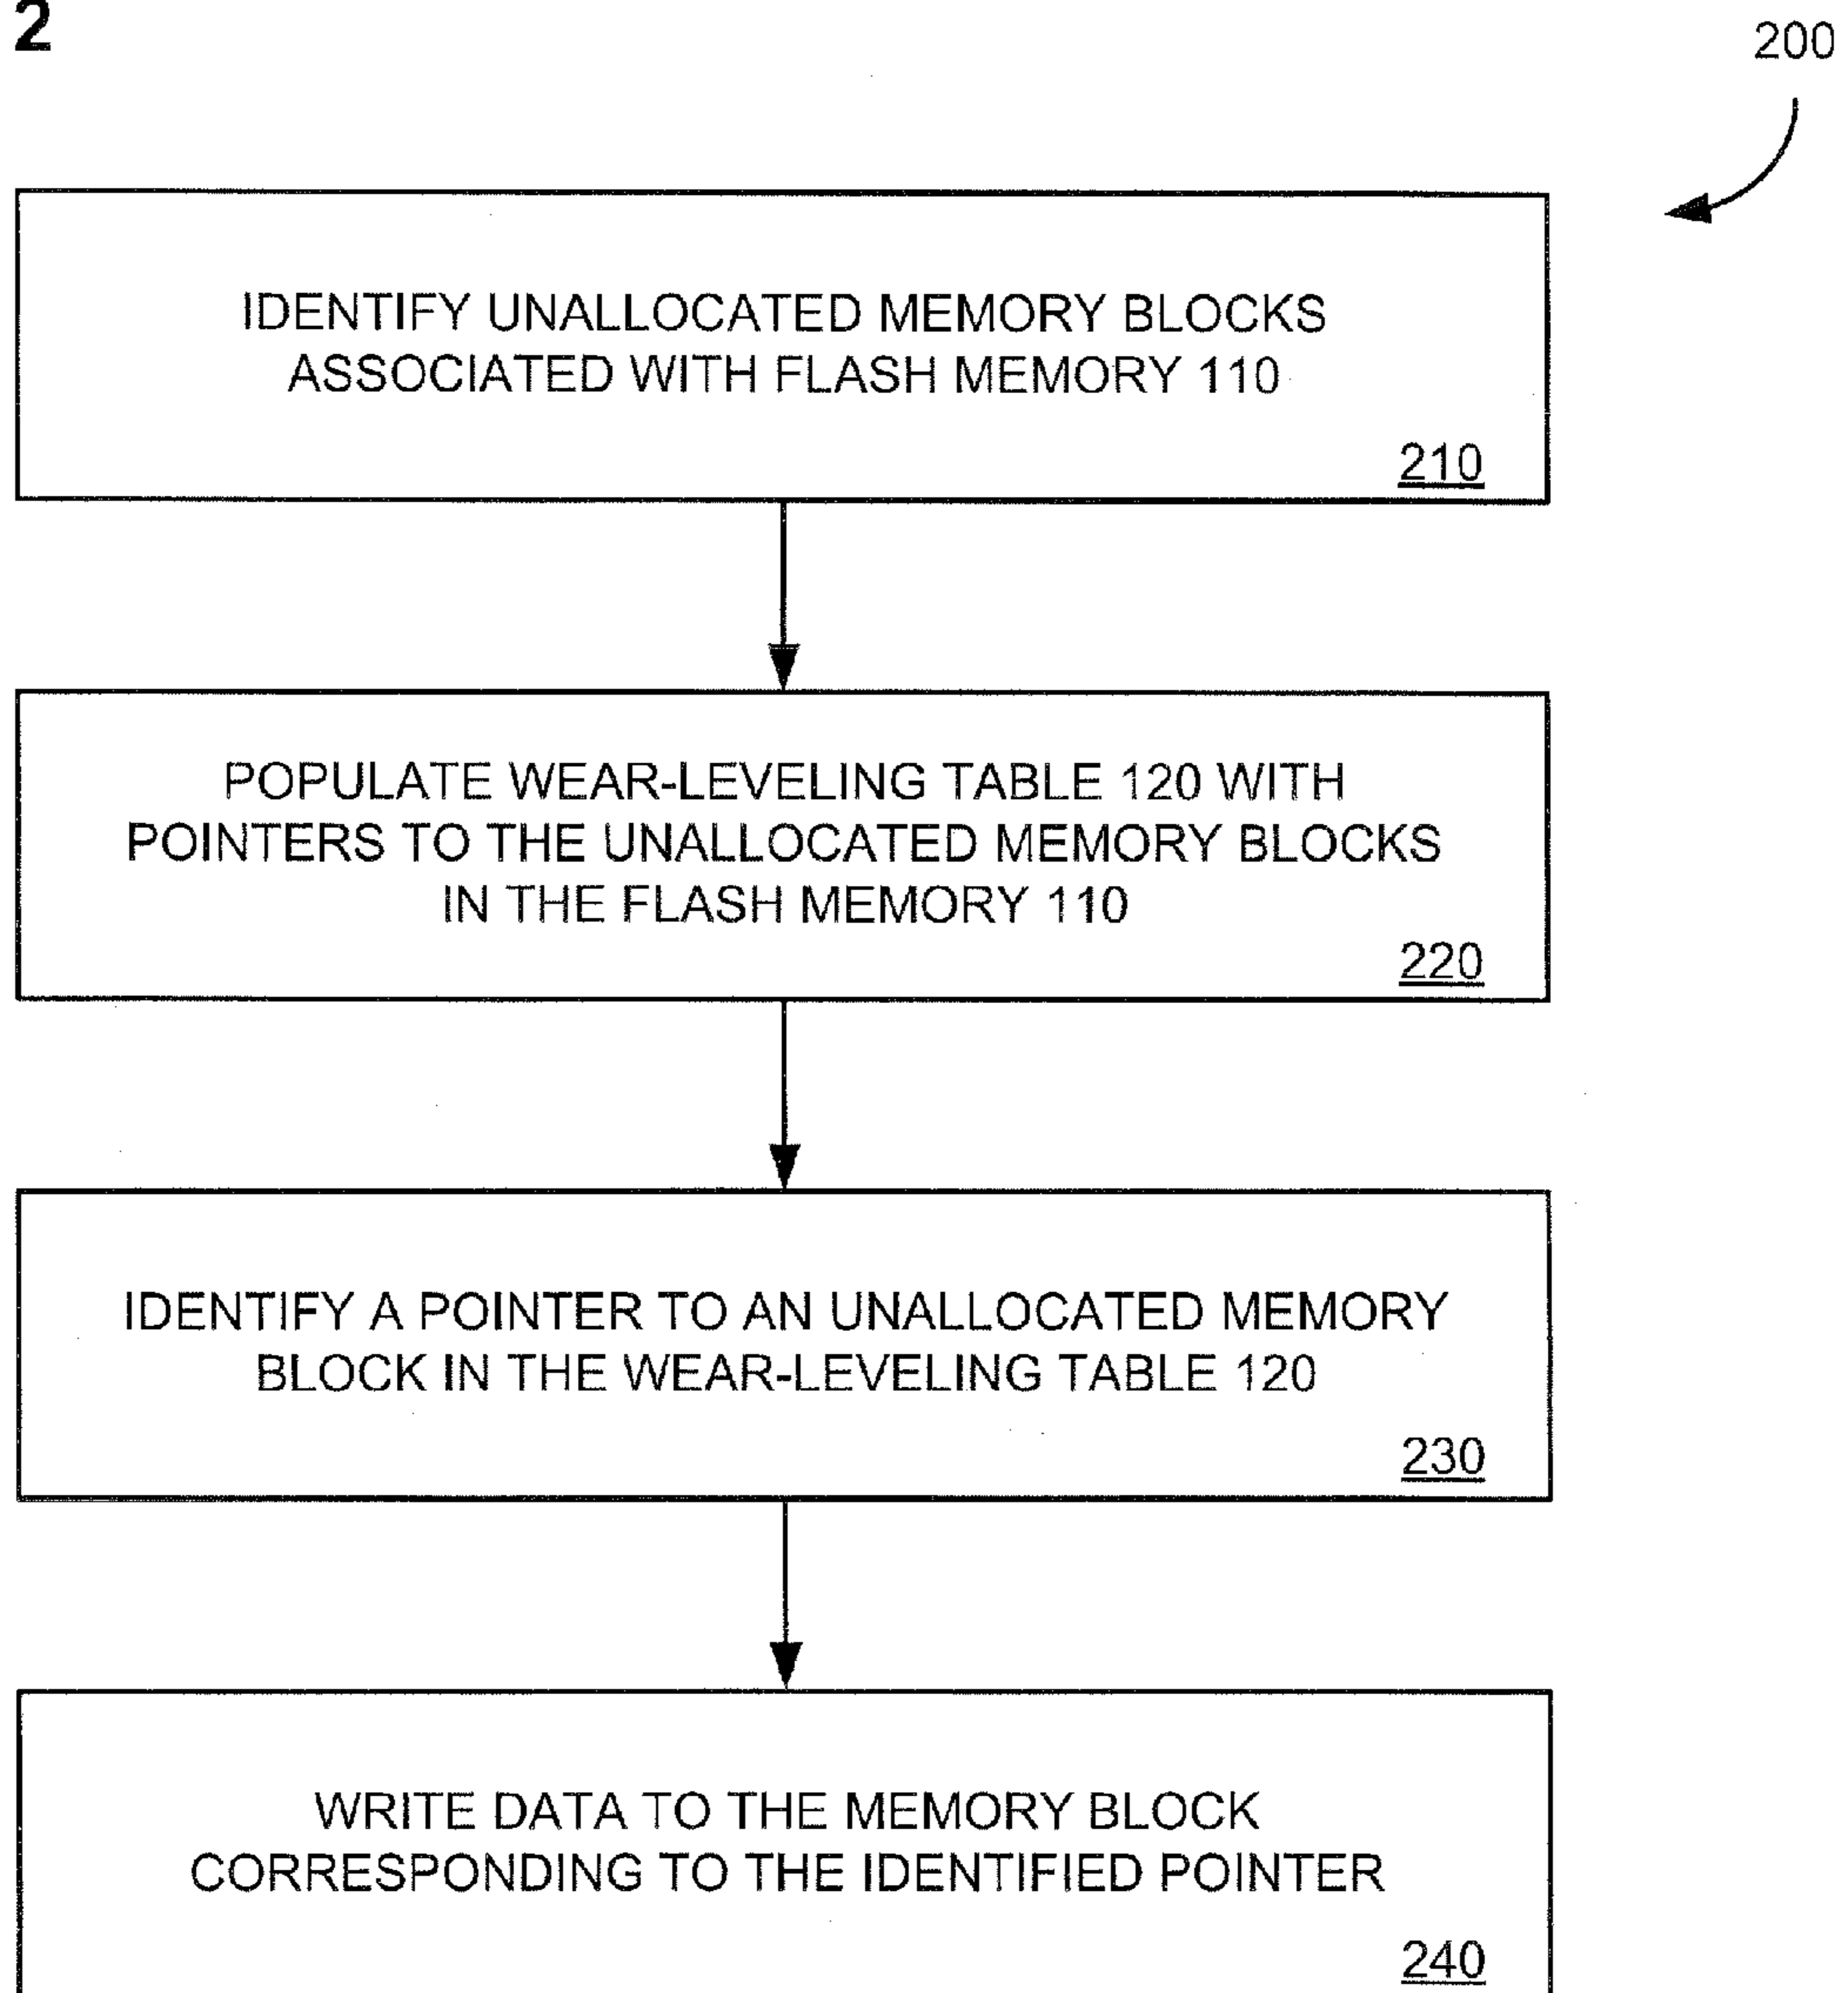 2
200
IDENTIFY UNALLOCATED MEMORY BLOCKS
ASSOCIATED WITH FLASH MEMORY 110
210
POPULATE WEAR-LEVELING TABLE 120 WITH
POINTERS TO THE UNALLOCATED MEMORY BLOCKS
IN THE FLASH MEMORY 110
220
IDENTIFY A POINTER TO AN UNALLOCATED MEMORY
BLOCK IN THE WEAR-LEVELING TABLE 120
230
WRITE DATA TO THE MEMORY BLOCK
CORRESPONDING TO THE IDENTIFIED POINTER
240